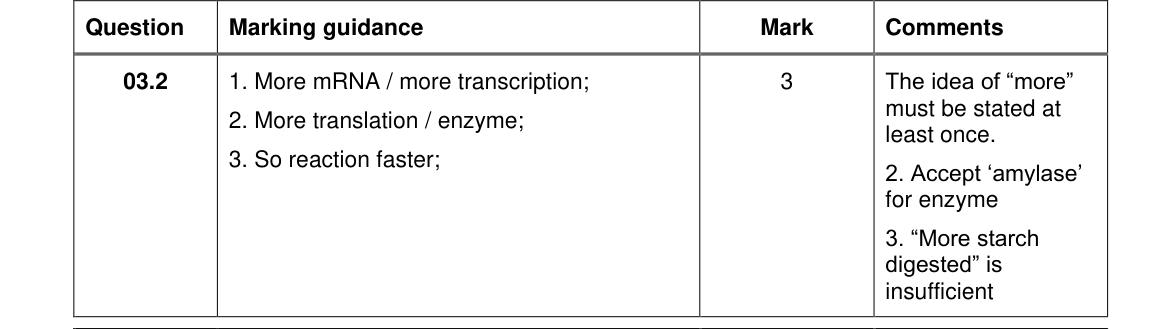 Question Marking guidance Mark Comments
03.2 1. More mRNA / more transcription; 3 The idea of “more”
must be stated at
2. More translation / enzyme; least once.
3. So reaction faster; 2. Accept ‘amylase’
for enzyme
3. “More starch
digested” is
insufficient